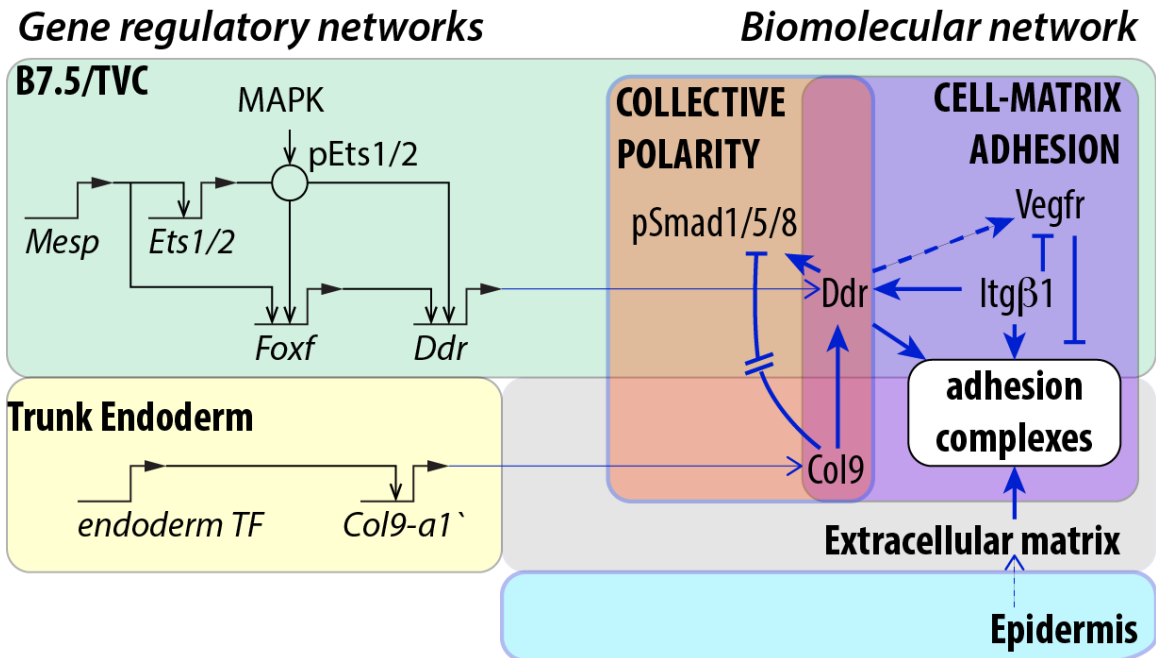 Gene regulatory networks
Biomolecular network
B7.5/TVC
MAPK
pEts1/2
Mesp
Ets1/2
Foxf
Ddr
COLLECTIVE
POLARITY
pSmad1/5/8
CELL-MATRIX
ADHESION
Vegfr
Ddr
Itgβ1
adhesion
complexes
Trunk Endoderm
endoderm TF
Col9-a1`
Col9
Extracellular matrix
Epidermis